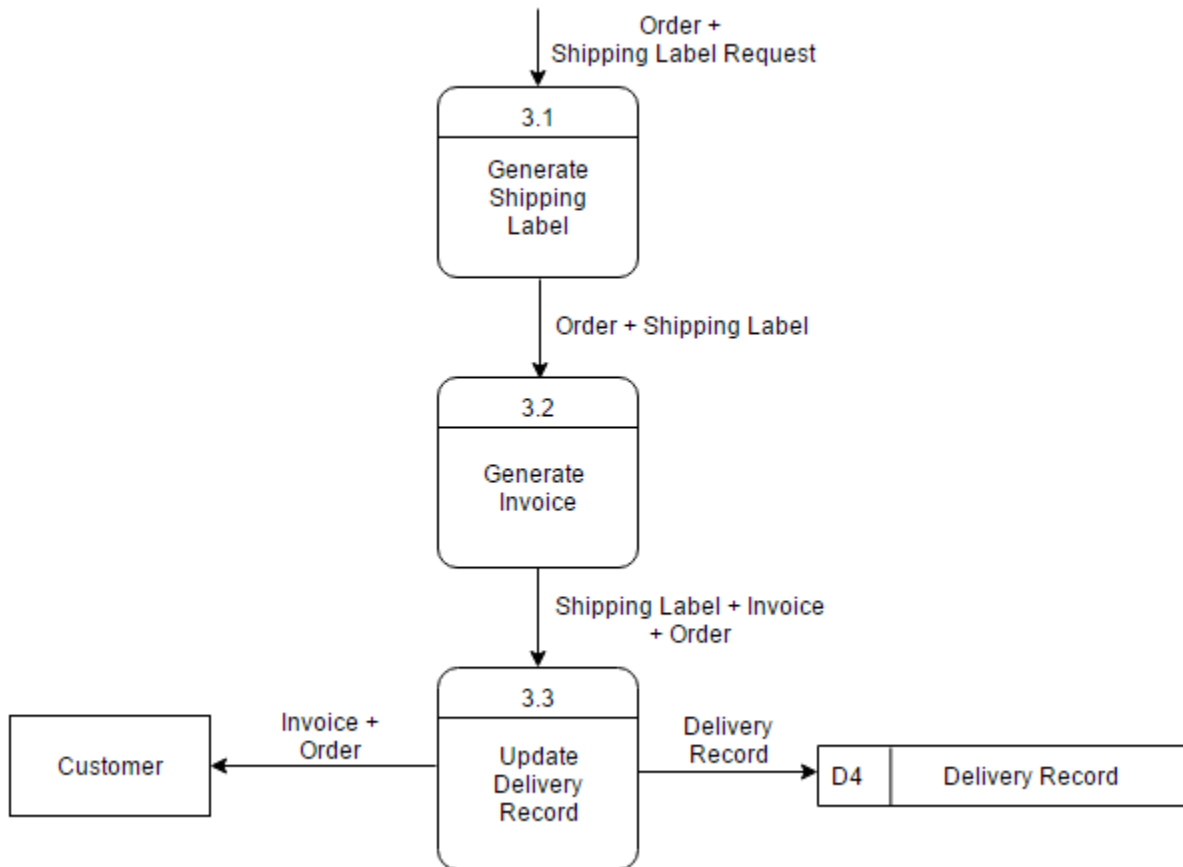 Order +
Shipping Label Request
3.1
Generate
Shipping
Label
Order + Shipping Label
3.2
Generate
Invoice
Shipping Label + Invoice
+ Order
3.3
Update
Delivery
Record
Invoice +
Order
Customer
Delivery
Record
D4
Delivery Record